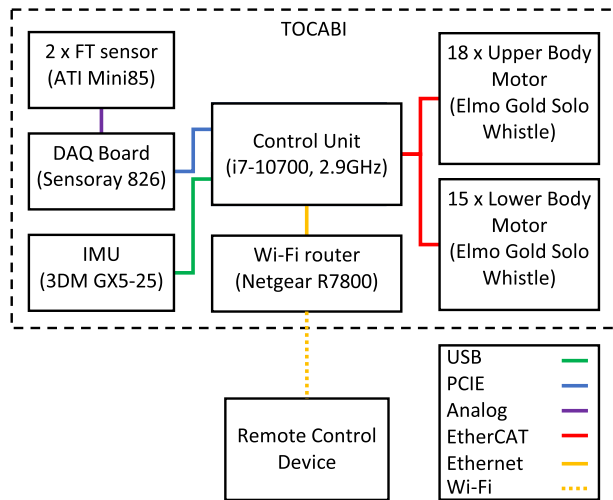 TOCABI
2 x FT sensor
(ATI Mini85)
DAQ Board
(Sensoray 826)
IMU
(3DM GX5-25)
Control Unit
(i7-10700, 2.9GHz)
Wi-Fi router
(Netgear R7800)
18 x Upper Body
Motor
(Elmo Gold Solo
Whistle)
15 x Lower Body
Motor
(Elmo Gold Solo
Whistle)
Remote Control
Device
USB
PCIE
Analog
EtherCAT
Ethernet
Wi-Fi